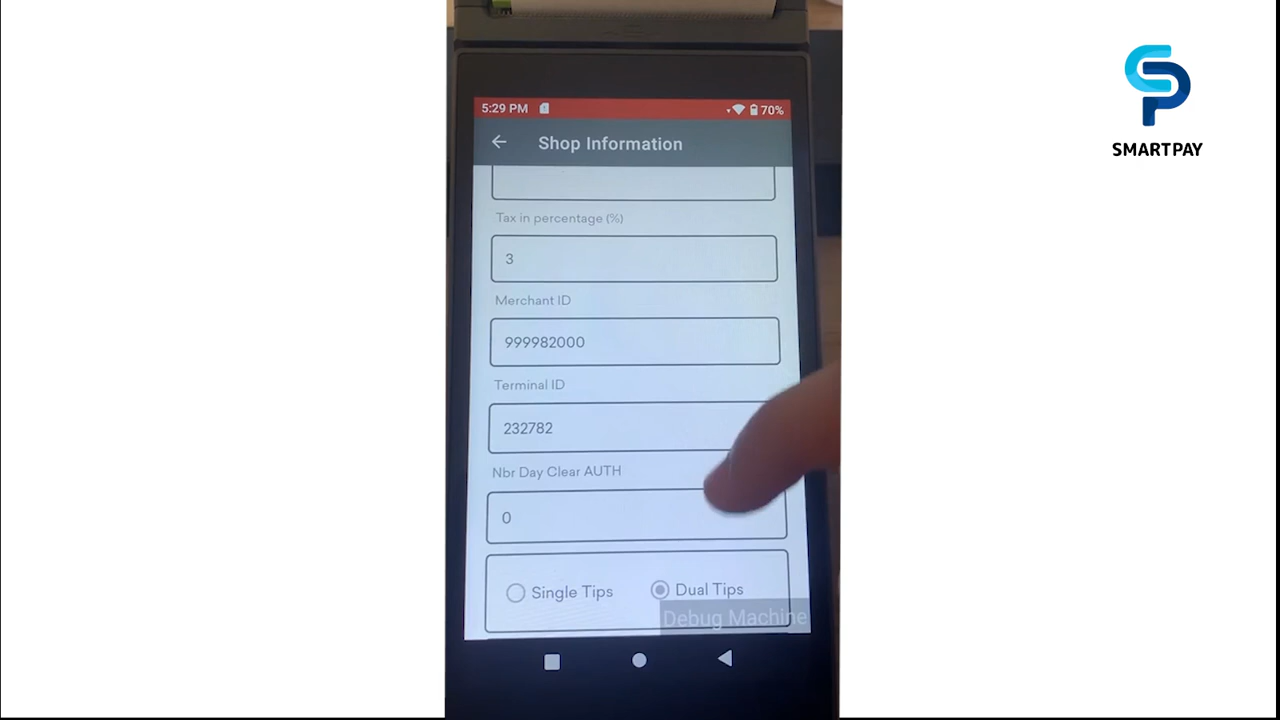 5:29 PM 70%
Shop Information
Tax in percentage (%)
3
Merchant ID
999982000
Terminal ID
232782
Nbr Day Clear AUTH
0
Single Tips Dual Tips
Debug Machine
SMARTPAY